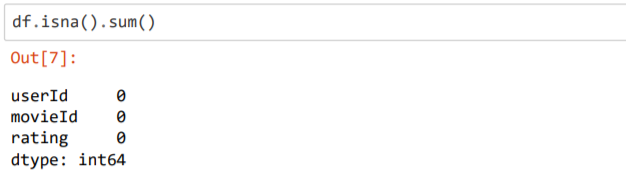 df.isna().sum()
Out[7]:
userId     0
movieId    0
rating     0
dtype: int64